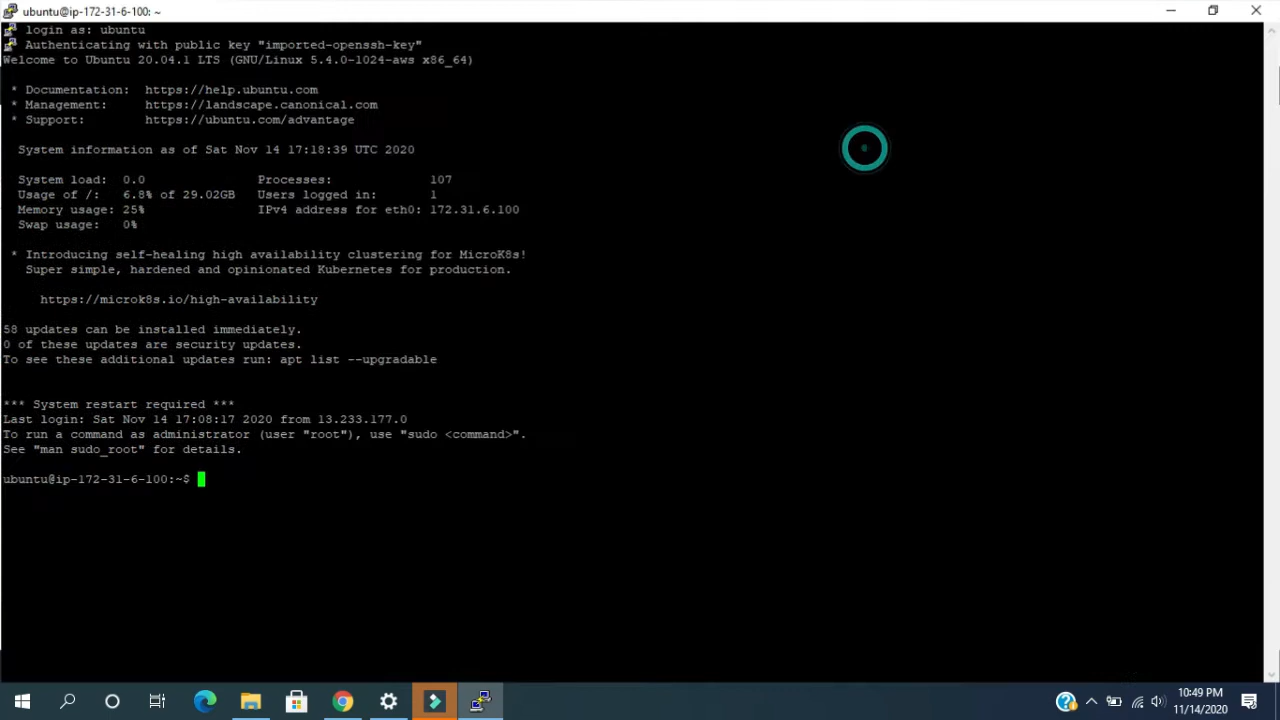 ubuntu@ip-172-31-6-100: ~
login as: ubuntu
Authenticating with public key "imported-openssh-key"
Welcome to Ubuntu 20.04.1 LTS (GNU/Linux 5.4.0-1024-aws x86_64)
* Documentation: https://help.ubuntu.com
* Management: https://landscape.canonical.com
* Support: https://ubuntu.com/advantage
System information as of Sat Nov 14 17:18:39 UTC 2020
System load: 0.0 Processes: 107
Usage of /: 6.8% of 29.02GB Users logged in: 1
Memory usage: 25% IPv4 address for eth0: 172.31.6.100
Swap usage: 0%
* Introducing self-healing high availability clustering for MicroK8s!
Super simple, hardened and opinionated Kubernetes for production.
https://microk8s.io/high-availability
58 updates can be installed immediately.
0 of these updates are security updates.
To see these additional updates run: apt list --upgradable
*** System restart required ***
Last login: Sat Nov 14 17:08:17 2020 from 13.233.177.0
To run a command as administrator (user "root"), use "sudo <command>".
See "man sudo_root" for details.
ubuntu@ip-172-31-6-100:~$
10:49 PM
11/14/2020